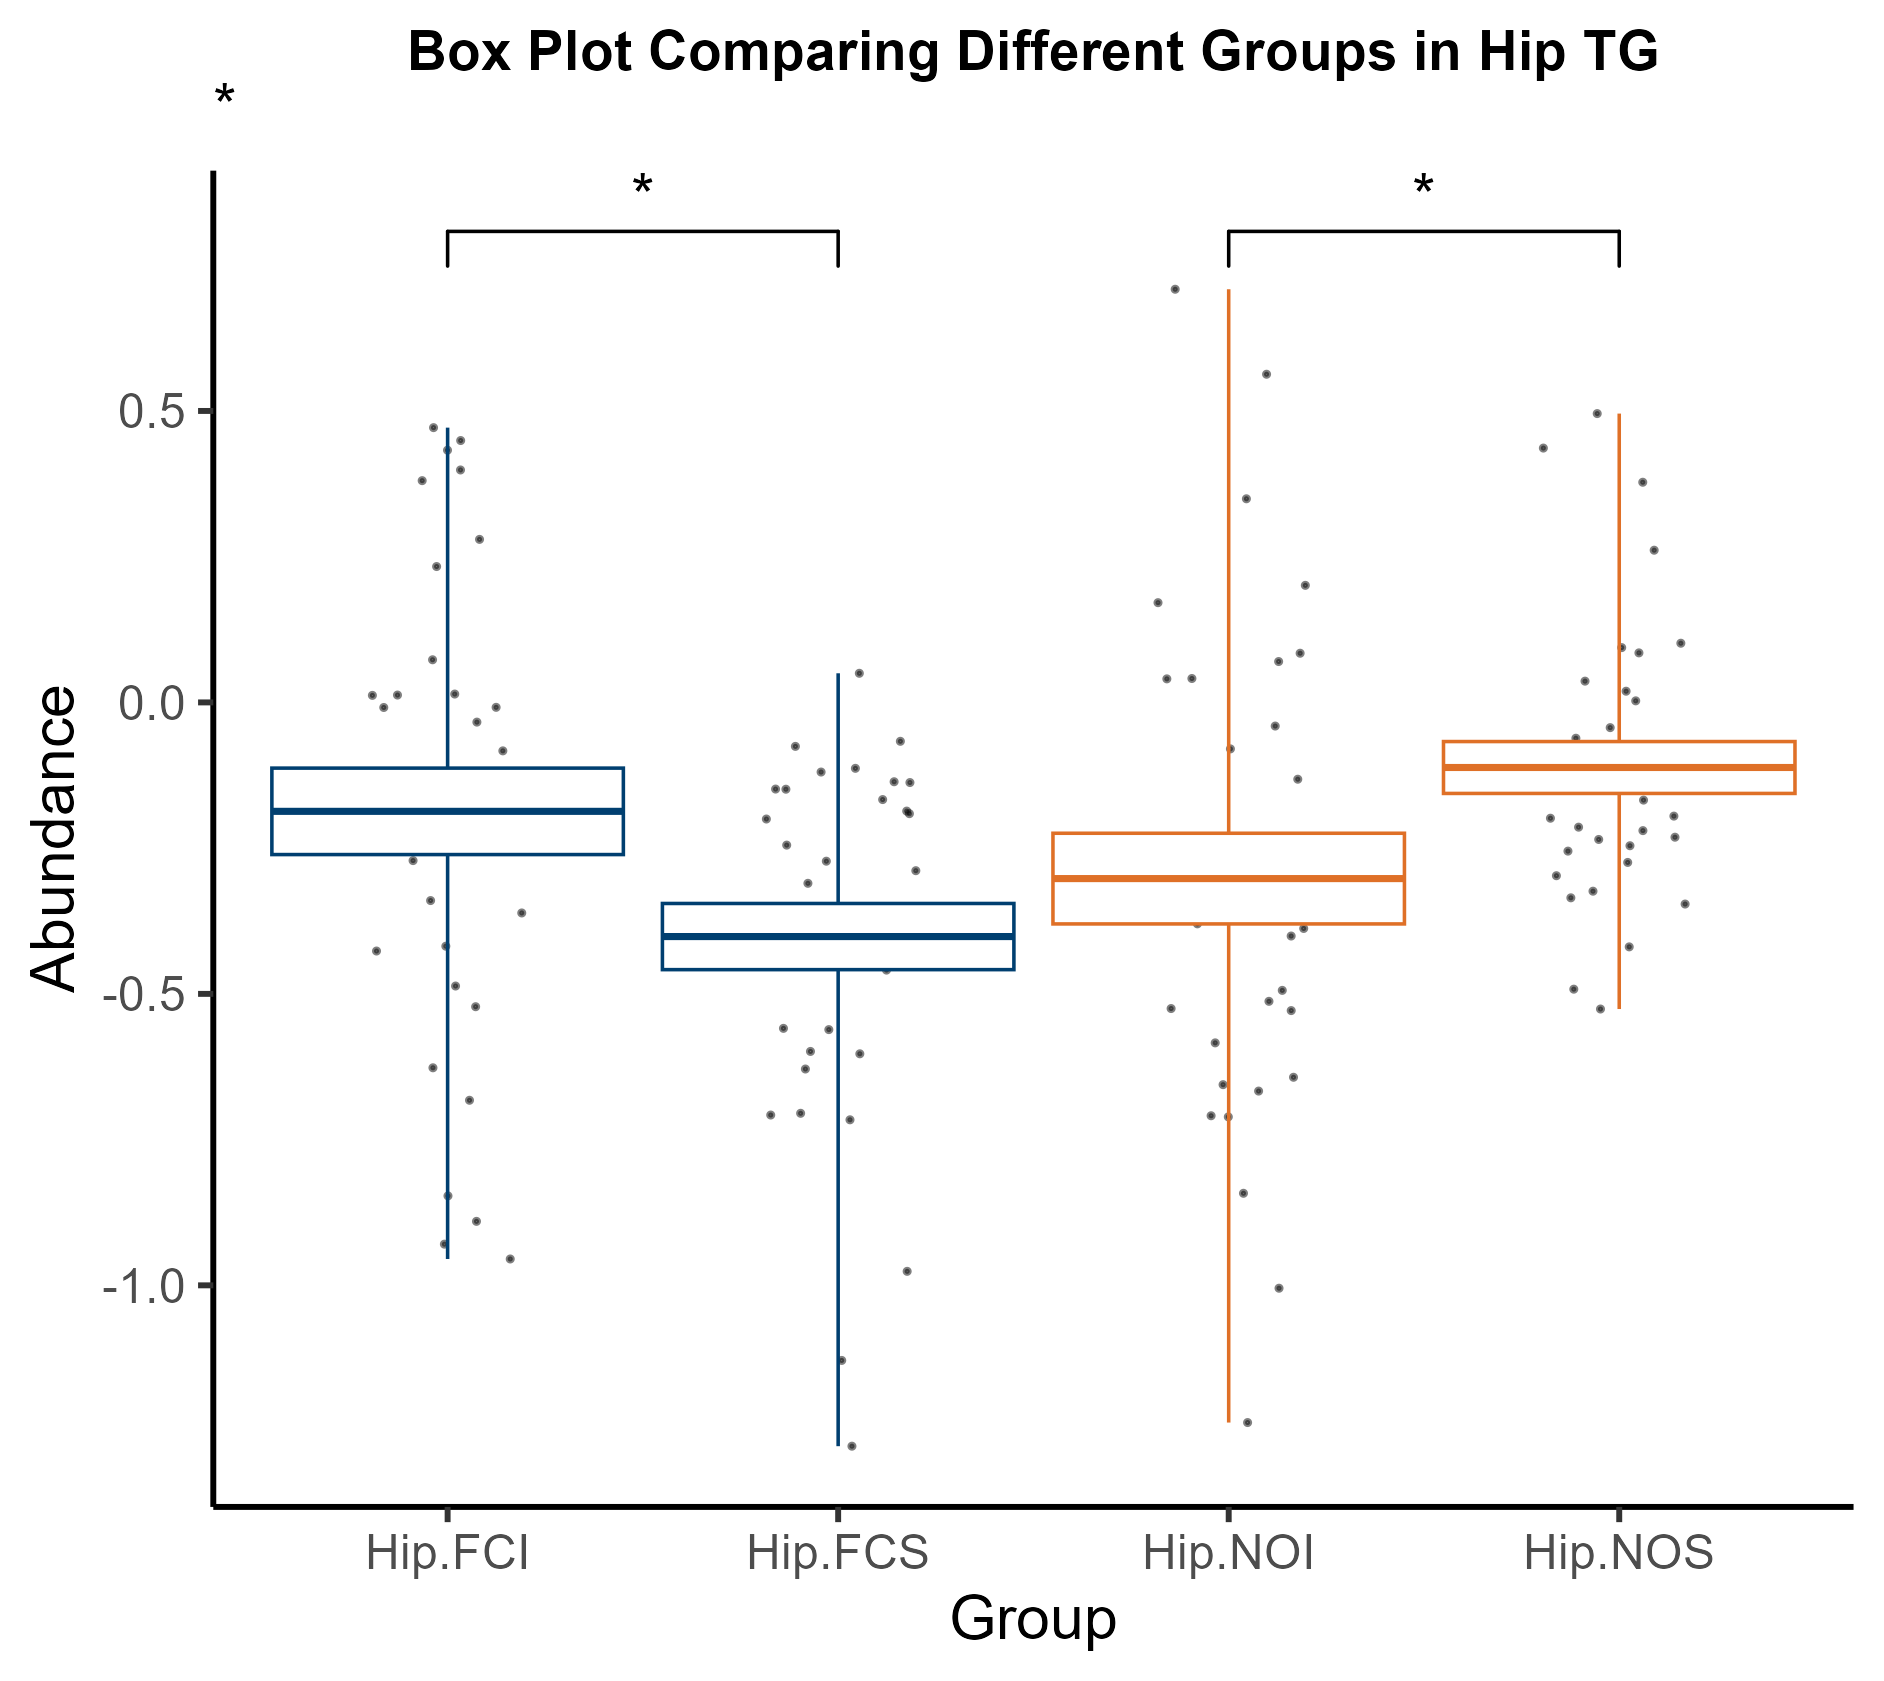 Box Plot Comparing Different Groups in Hip TG
*
* *
0.5
0.0
-0.5
-1.0
Abundance
Hip.FCI Hip.FCS Hip.NOI Hip.NOS
Group